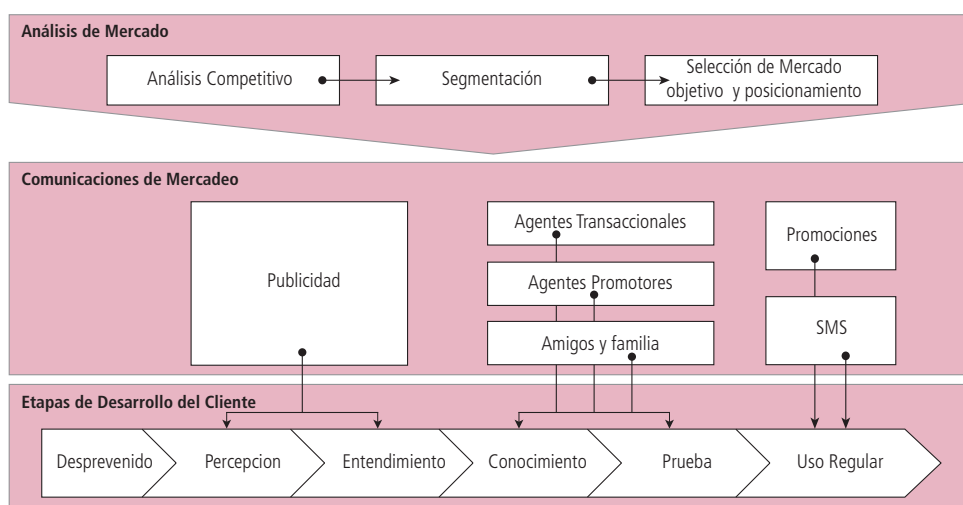 Análisis de Mercado
Análisis Competitivo
Segmentación
Selección de Mercado
objetivo y posicionamiento
Comunicaciones de Mercadeo
Publicidad
Agentes Transaccionales
Agentes Promotores
Amigos y familia
Promociones
SMS
Etapas de Desarrollo del Cliente
Desprevenido
Percepcion
Entendimiento
Conocimiento
Prueba
Uso Regular